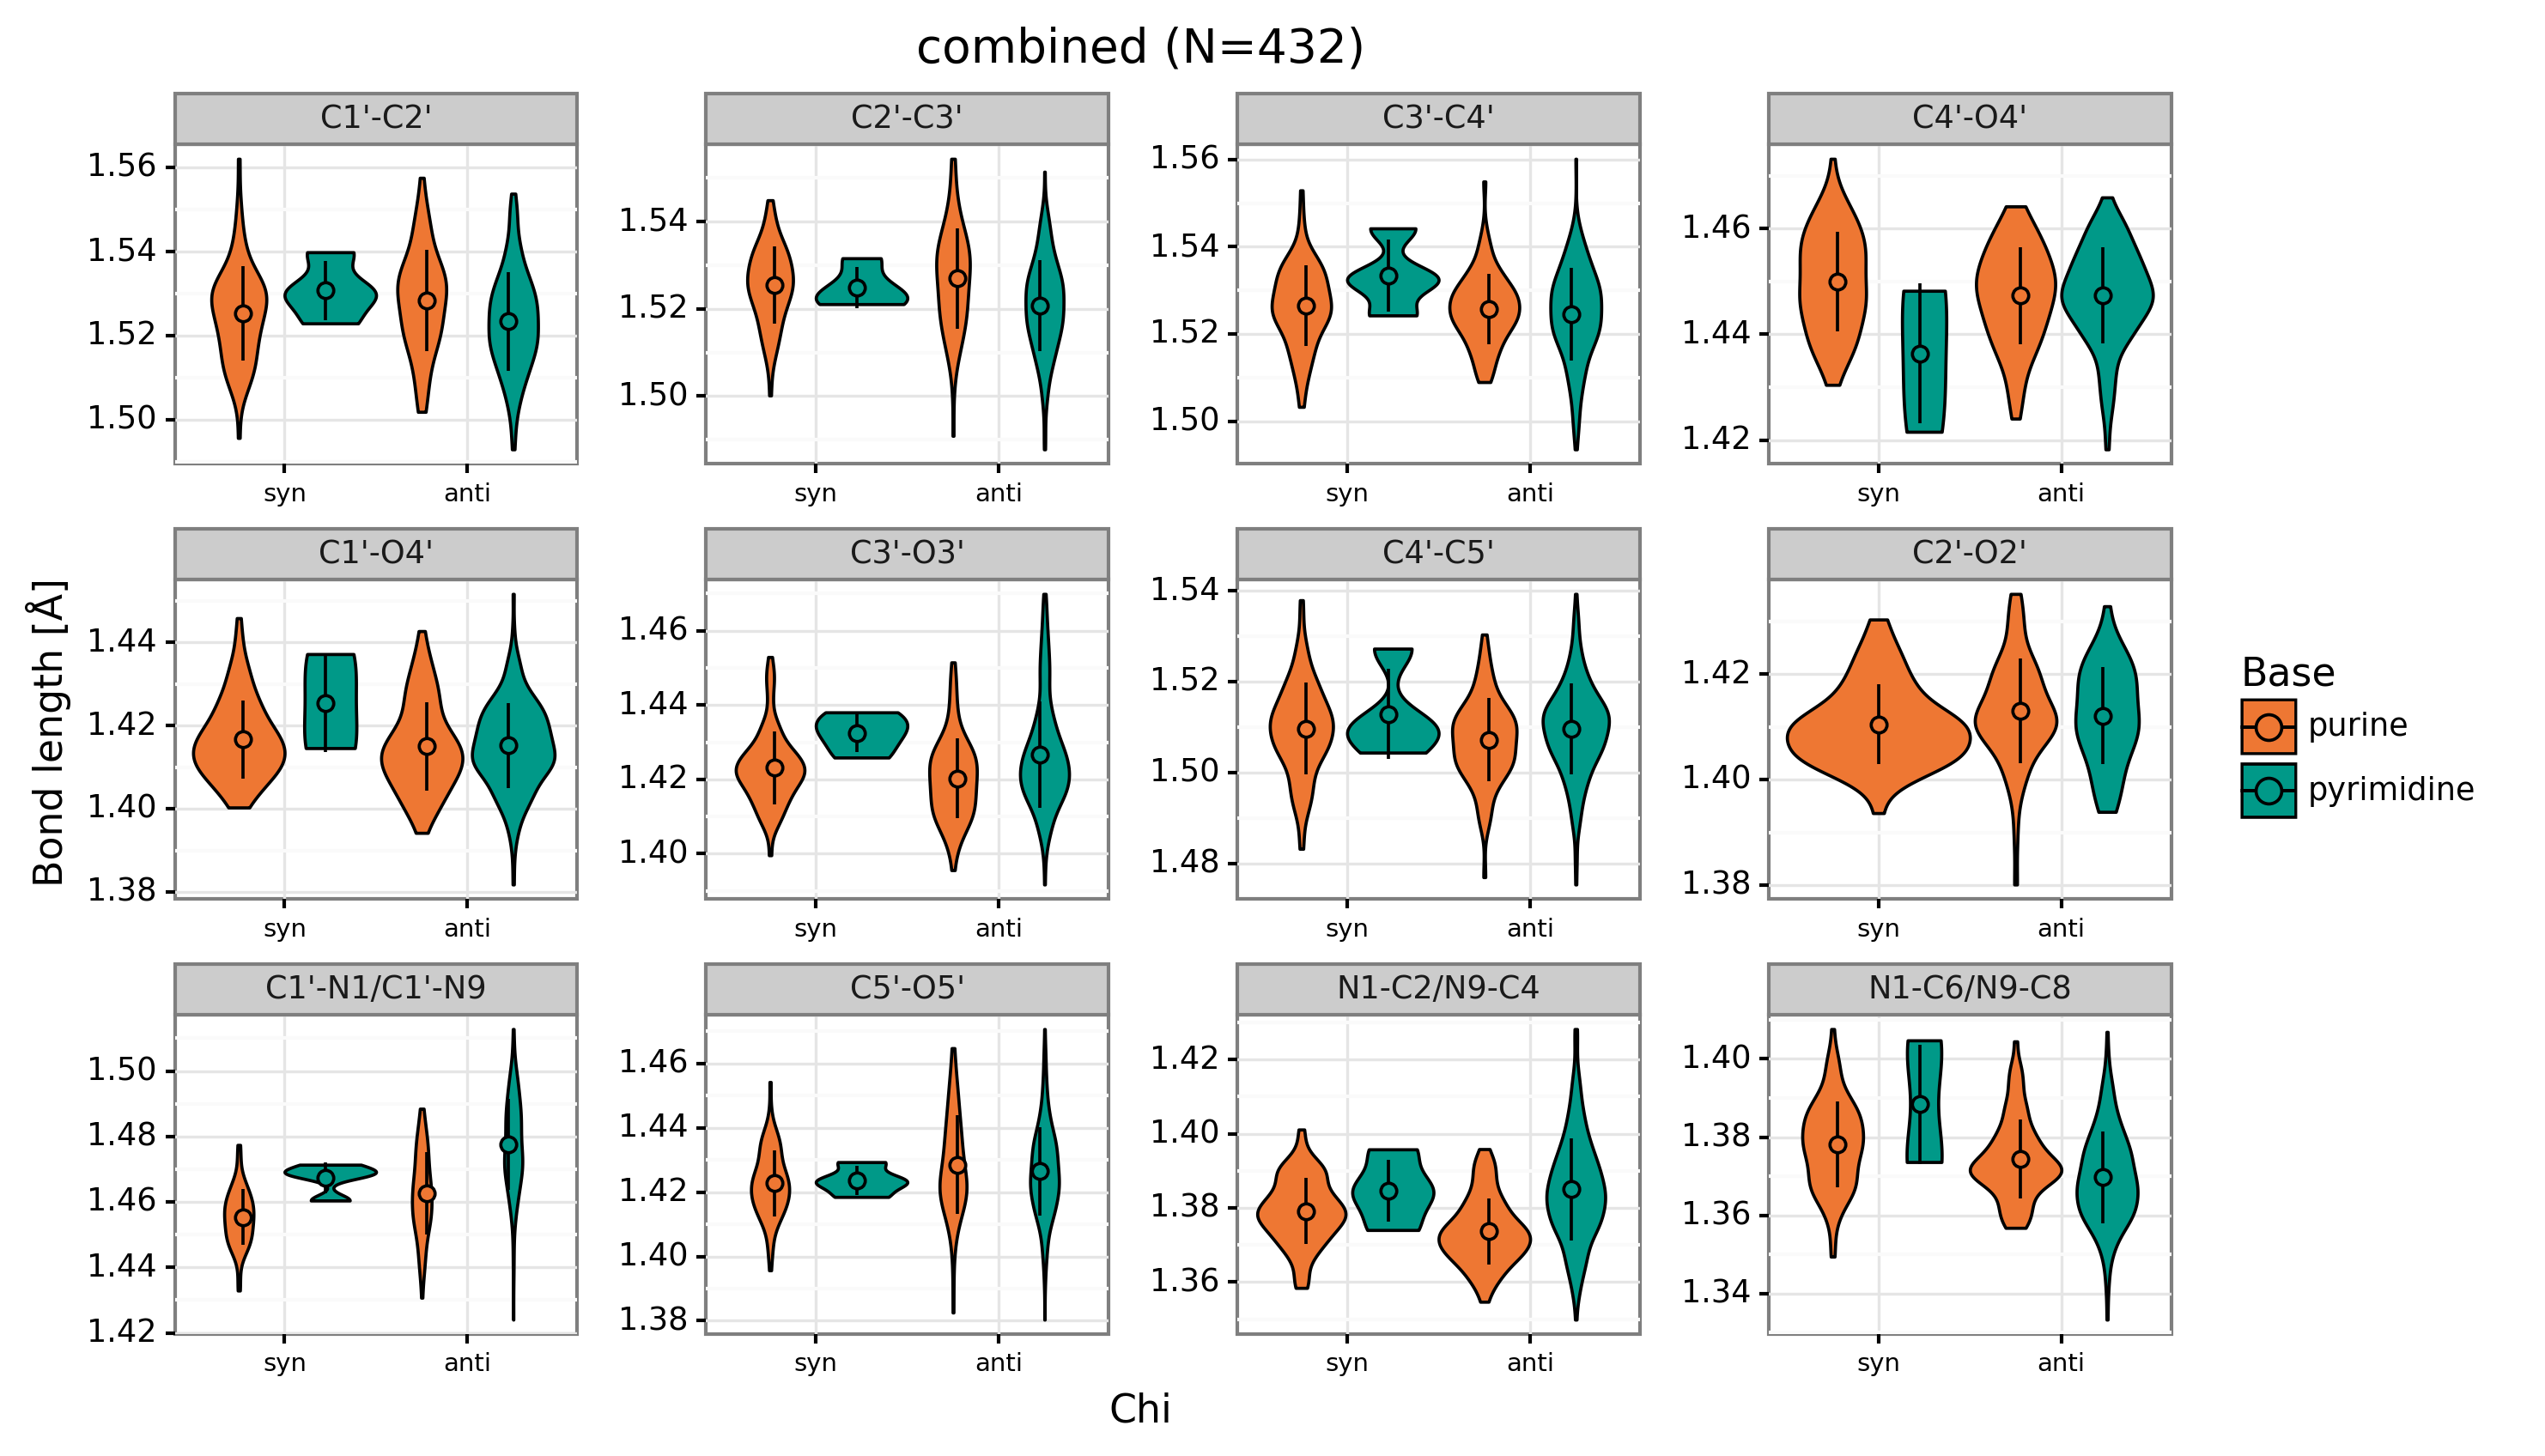 combined (N=432)
C1'-C2'
C2'-C3'
C3'-C4'
C4'-O4'
1.56
1.54
1.52
1.50
1.54
1.52
1.50
1.56
1.54
1.52
1.50
1.46
1.44
1.42
syn anti
syn anti
syn anti
syn anti
C1'-O4'
C3'-O3'
C4'-C5'
C2'-O2'
1.44
1.42
1.40
1.38
1.46
1.44
1.42
1.40
1.54
1.52
1.50
1.48
1.42
1.40
1.38
syn anti
syn anti
syn anti
syn anti
C1'-N1/C1'-N9
C5'-O5'
N1-C2/N9-C4
N1-C6/N9-C8
1.50
1.48
1.46
1.44
1.42
1.46
1.44
1.42
1.40
1.38
1.42
1.40
1.38
1.36
1.40
1.38
1.36
1.34
syn anti
syn anti
syn anti
syn anti
Bond length [Å]
Chi
Base
purine
pyrimidine